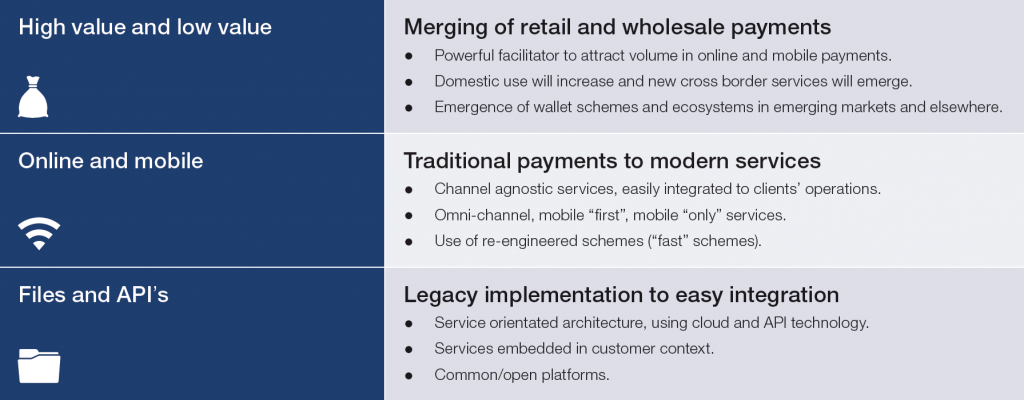 High value and low value
Merging of retail and wholesale payments
● Powerful facilitator to attract volume in online and mobile payments.
● Domestic use will increase and new cross border services will emerge.
● Emergence of wallet schemes and ecosystems in emerging markets and elsewhere.
Online and mobile
Traditional payments to modern services
● Channel agnostic services, easily integrated to clients’ operations.
● Omni-channel, mobile “first”, mobile “only” services.
● Use of re-engineered schemes (“fast” schemes).
Files and API’s
Legacy implementation to easy integration
● Service orientated architecture, using cloud and API technology.
● Services embedded in customer context.
● Common/open platforms.